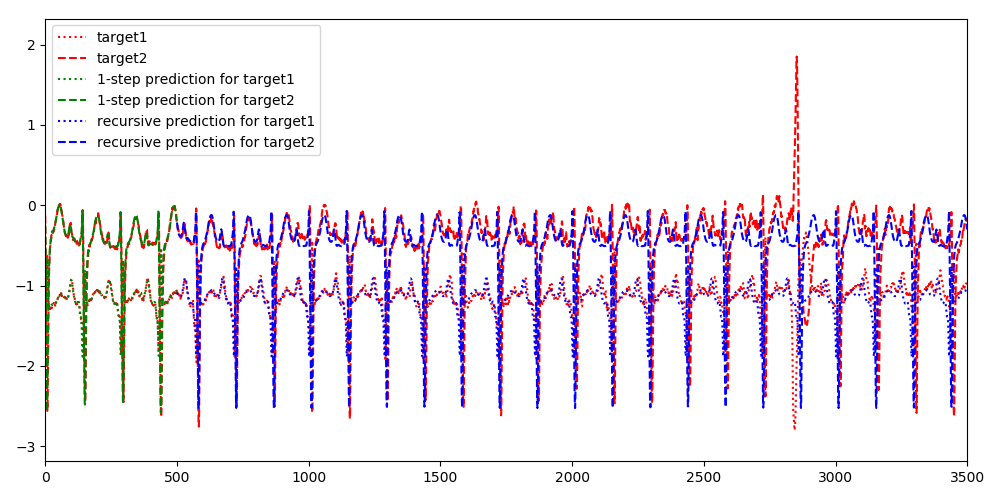 target1
target2
1-step prediction for target1
1-step prediction for target2
recursive prediction for target1
recursive prediction for target2
2
1
0
−1
−2
−3
0 500 1000 1500 2000 2500 3000 3500